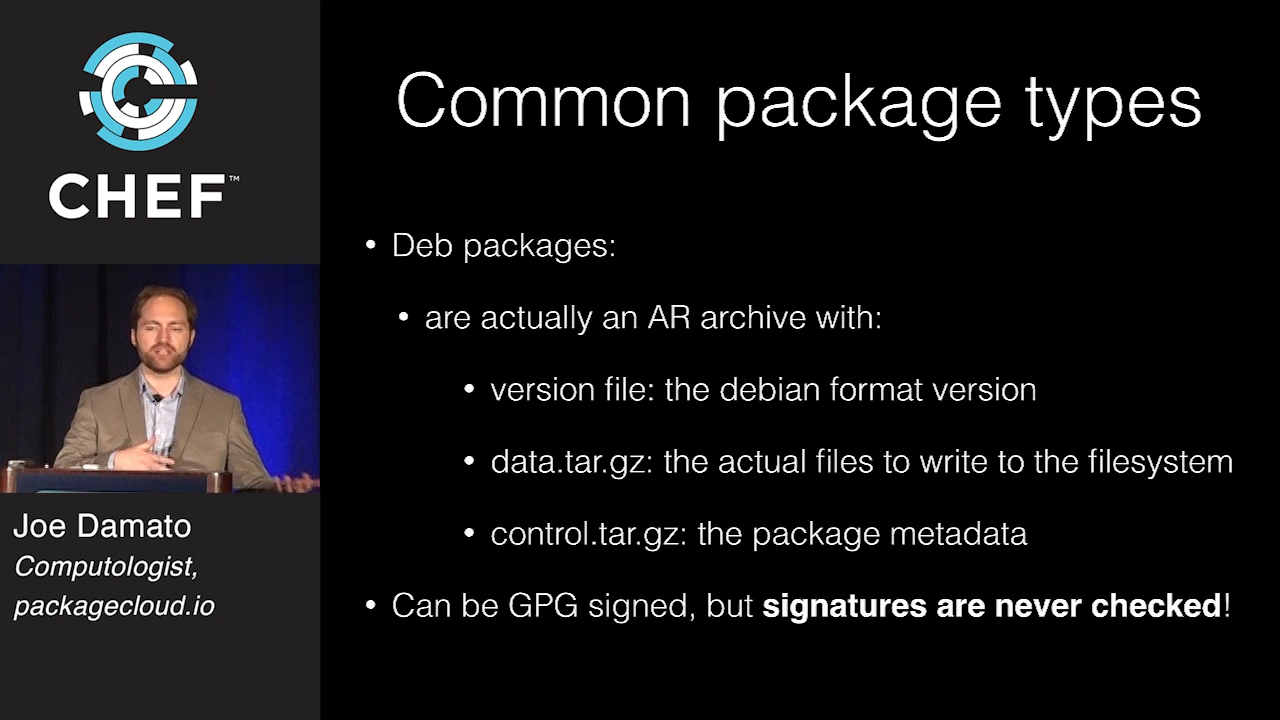 CHEF™
Joe Damato
Computologist,
packagecloud.io
Common package types
• Deb packages:
• are actually an AR archive with:
• version file: the debian format version
• data.tar.gz: the actual files to write to the filesystem
• control.tar.gz: the package metadata
• Can be GPG signed, but signatures are never checked!